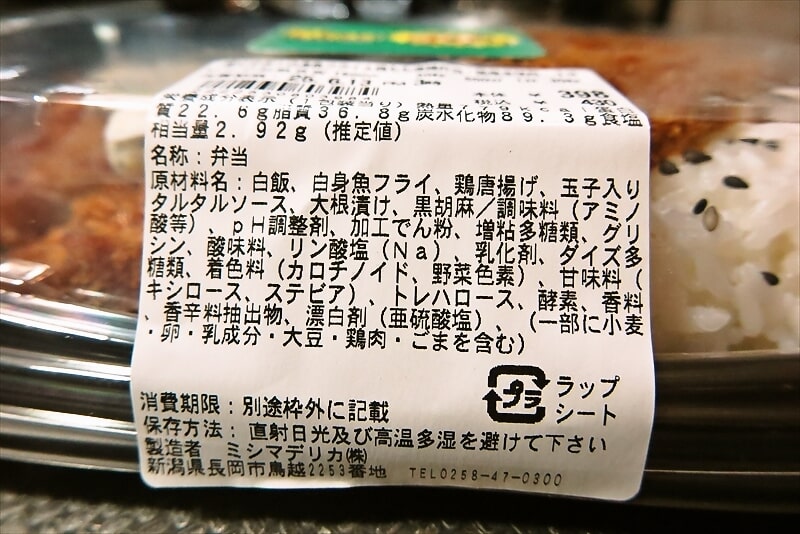 398
430
質22.6g脂質36.8g炭水化物89.3g食塩
相当量2.92g(推定値)
名称:弁当
原材料名:白飯、白身魚フライ、鶏唐揚げ、玉子入り
タルタルソース、大根漬け、黒胡麻/調味料(アミノ
酸等)、pH調整剤、加工でん粉、増粘多糖類、グリ
シン、酸味料、リン酸塩(Na)、乳化剤、ダイズ多
糖類、着色料(カロチノイド、野菜色素)、甘味料(
キシロース、ステビア)、トレハロース、酵素、香料
、香辛料抽出物、漂白剤(亜硫酸塩)、(一部に小麦
・卵・乳成分・大豆・鶏肉・ごまを含む)
プラ
ラップ
シート
消費期限:別途枠外に記載
保存方法:直射日光及び高温多湿を避けて下さい
製造者 ミシマデリカ(株)
新潟県長岡市鳥越2253番地 TEL0258-47-0300